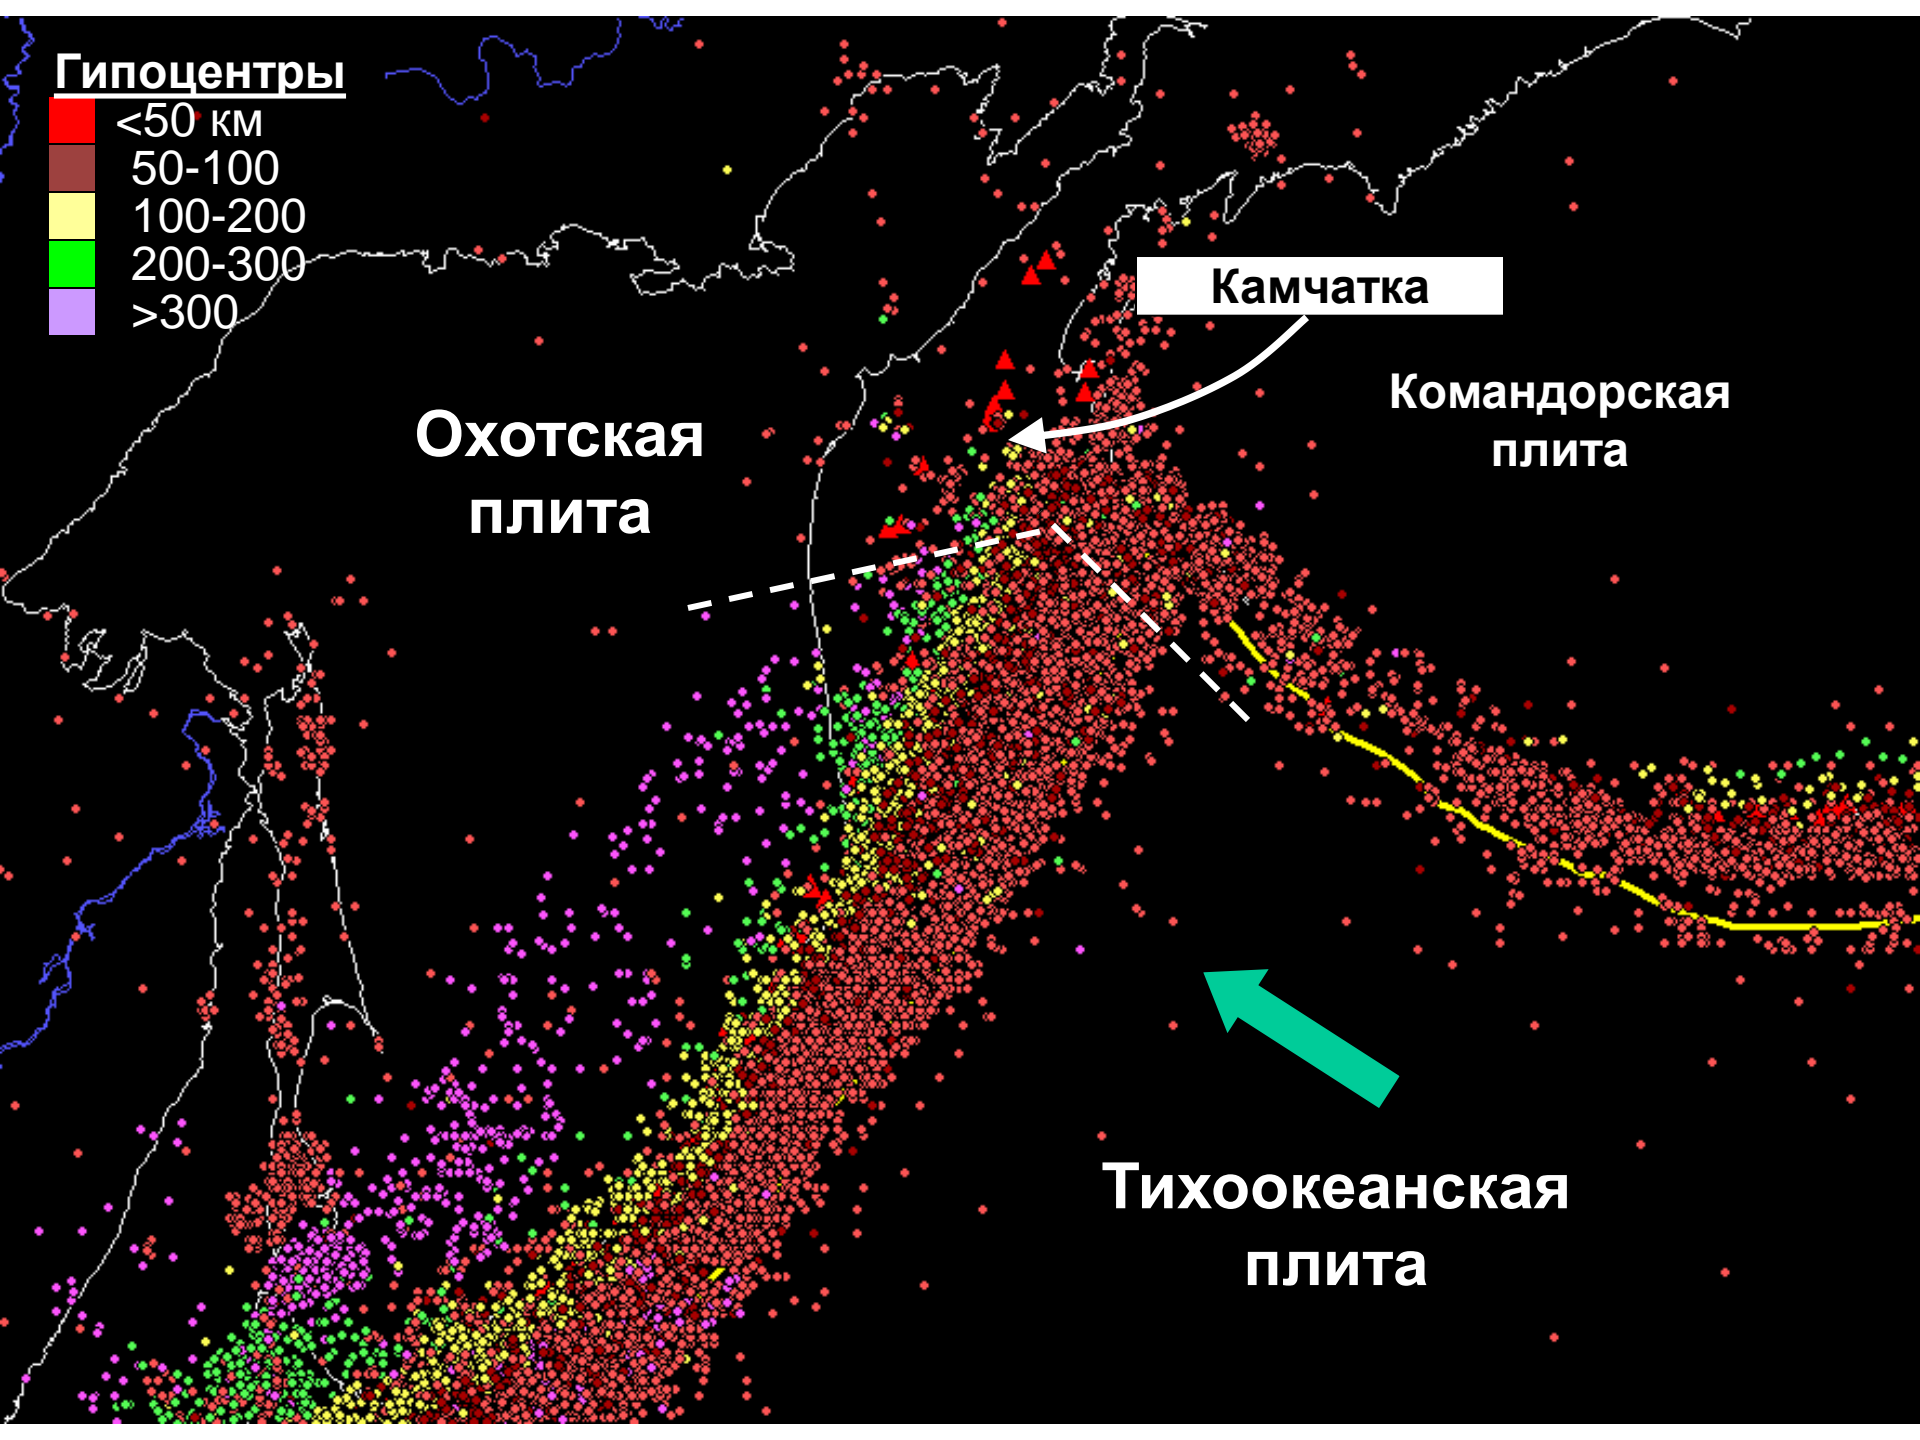 Гипоцентры
<50 км
50-100
100-200
200-300
>300
Камчатка
Командорская
плита
Охотская
плита
Тихоокеанская
плита